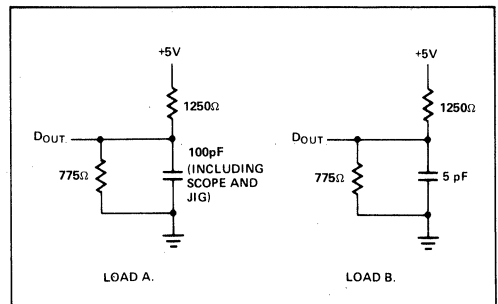 +5V
1250Ω
DOUT
775Ω
100pF
(INCLUDING
SCOPE AND
JIG)
LOAD A.
+5V
1250Ω
DOUT
775Ω
5 pF
LOAD B.